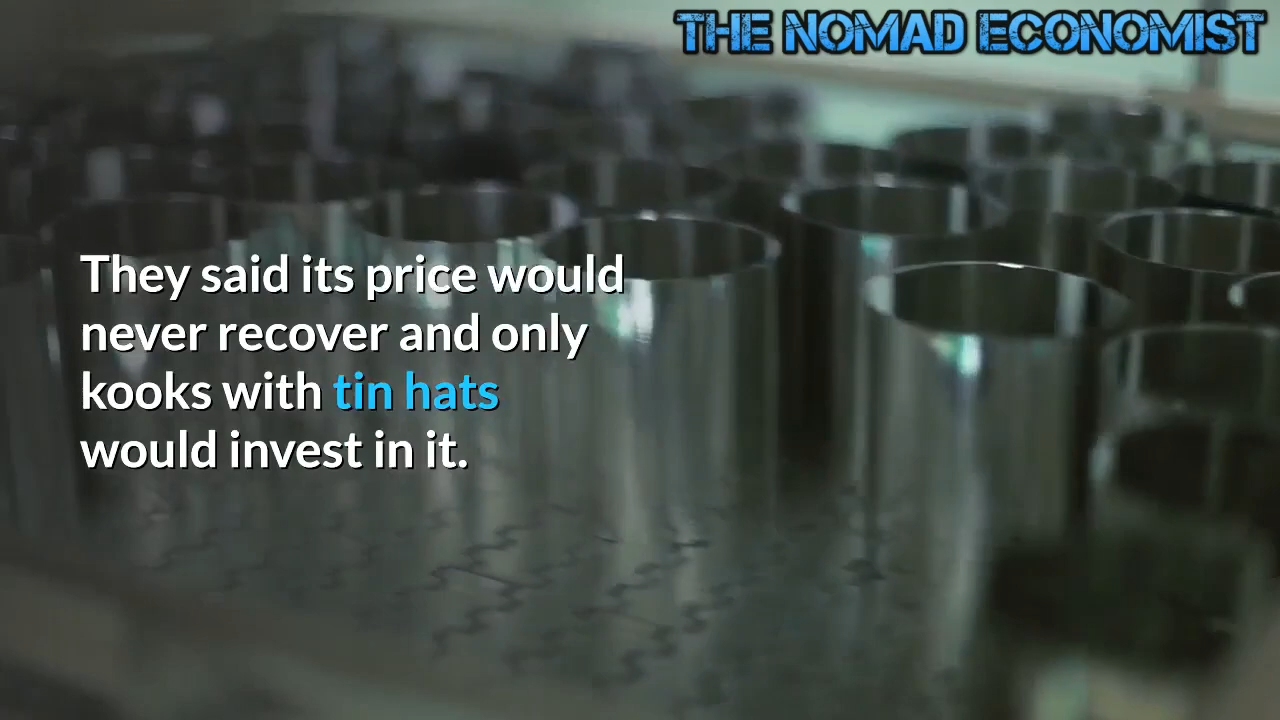 THE NOMAD ECONOMIST
They said its price would
never recover and only
kooks with tin hats
would invest in it.